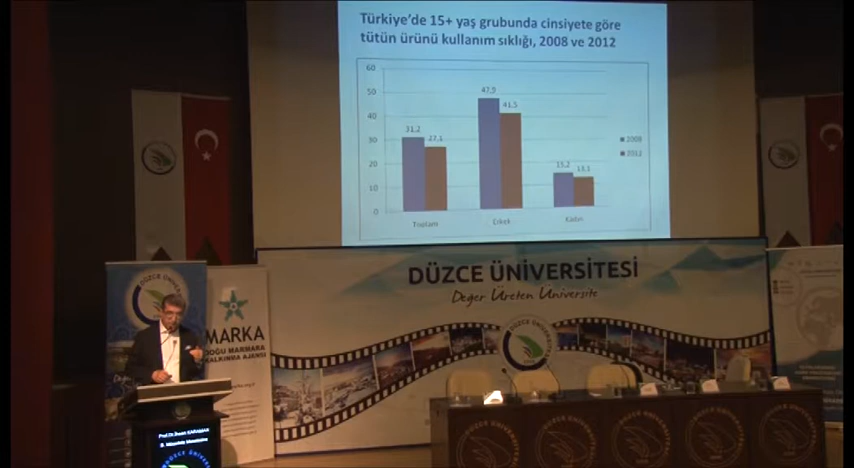 Türkiye'de 15+ yaş grubunda cinsiyete göre
tütün ürünü kullanım sıklığı, 2008 ve 2012
60
50
40
30
20
10
0
31,2
27,1
47,9
41,5
15,2
13,1
Toplam
Erkek
Kadın
2008
2012
DÜZCE ÜNİVERSİTESİ
Değer Üreten Üniversite
MARKA
DOĞU MARMARA
KALKINMA AJANSI
DÜZCE ÜNİVERSİTESİ